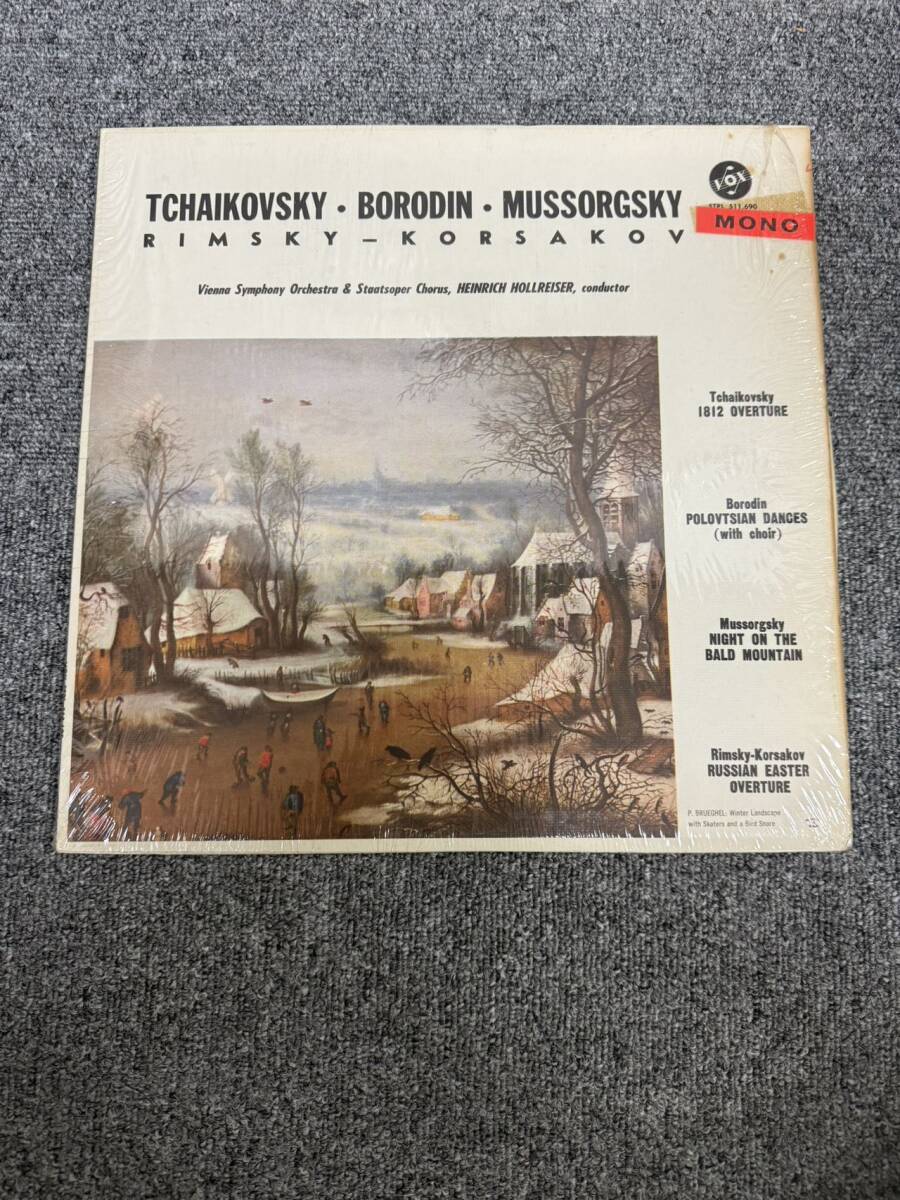 VOX
STPL 511.690
MONO
TCHAIKOVSKY • BORODIN • MUSSORGSKY
RIMSKY – KORSAKOV
Vienna Symphony Orchestra & Staatsoper Chorus, HEINRICH HOLLREISER, conductor
Tchaikovsky
1812 OVERTURE
Borodin
POLOVTSIAN DANCES
(with choir)
Mussorgsky
NIGHT ON THE
BALD MOUNTAIN
Rimsky-Korsakov
RUSSIAN EASTER
OVERTURE
P. BRUEGHEL: Winter Landscape
with Skaters and a Bird Snare